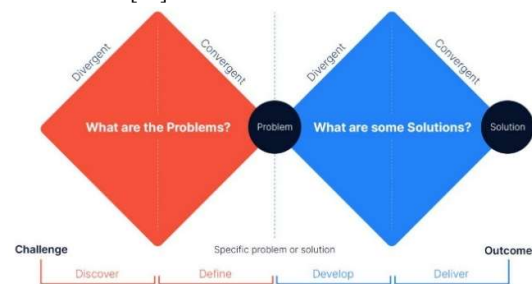 Divergent
Convergent
Divergent
Convergent
What are the Problems?
Problem
What are some Solutions?
Solution
Challenge
Specific problem or solution
Outcome
Discover
Define
Develop
Deliver